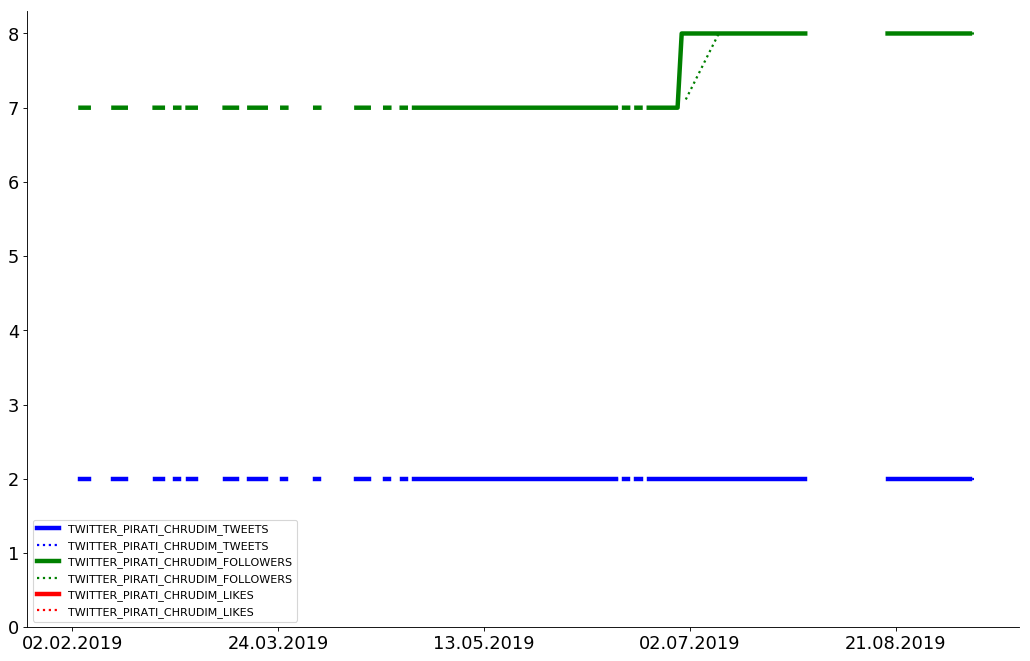 8
7
6
5
4
3
2
1
0
TWITTER_PIRATI_CHRUDIM_TWEETS
TWITTER_PIRATI_CHRUDIM_TWEETS
TWITTER_PIRATI_CHRUDIM_FOLLOWERS
TWITTER_PIRATI_CHRUDIM_FOLLOWERS
TWITTER_PIRATI_CHRUDIM_LIKES
TWITTER_PIRATI_CHRUDIM_LIKES
02.02.2019 24.03.2019 13.05.2019 02.07.2019 21.08.2019